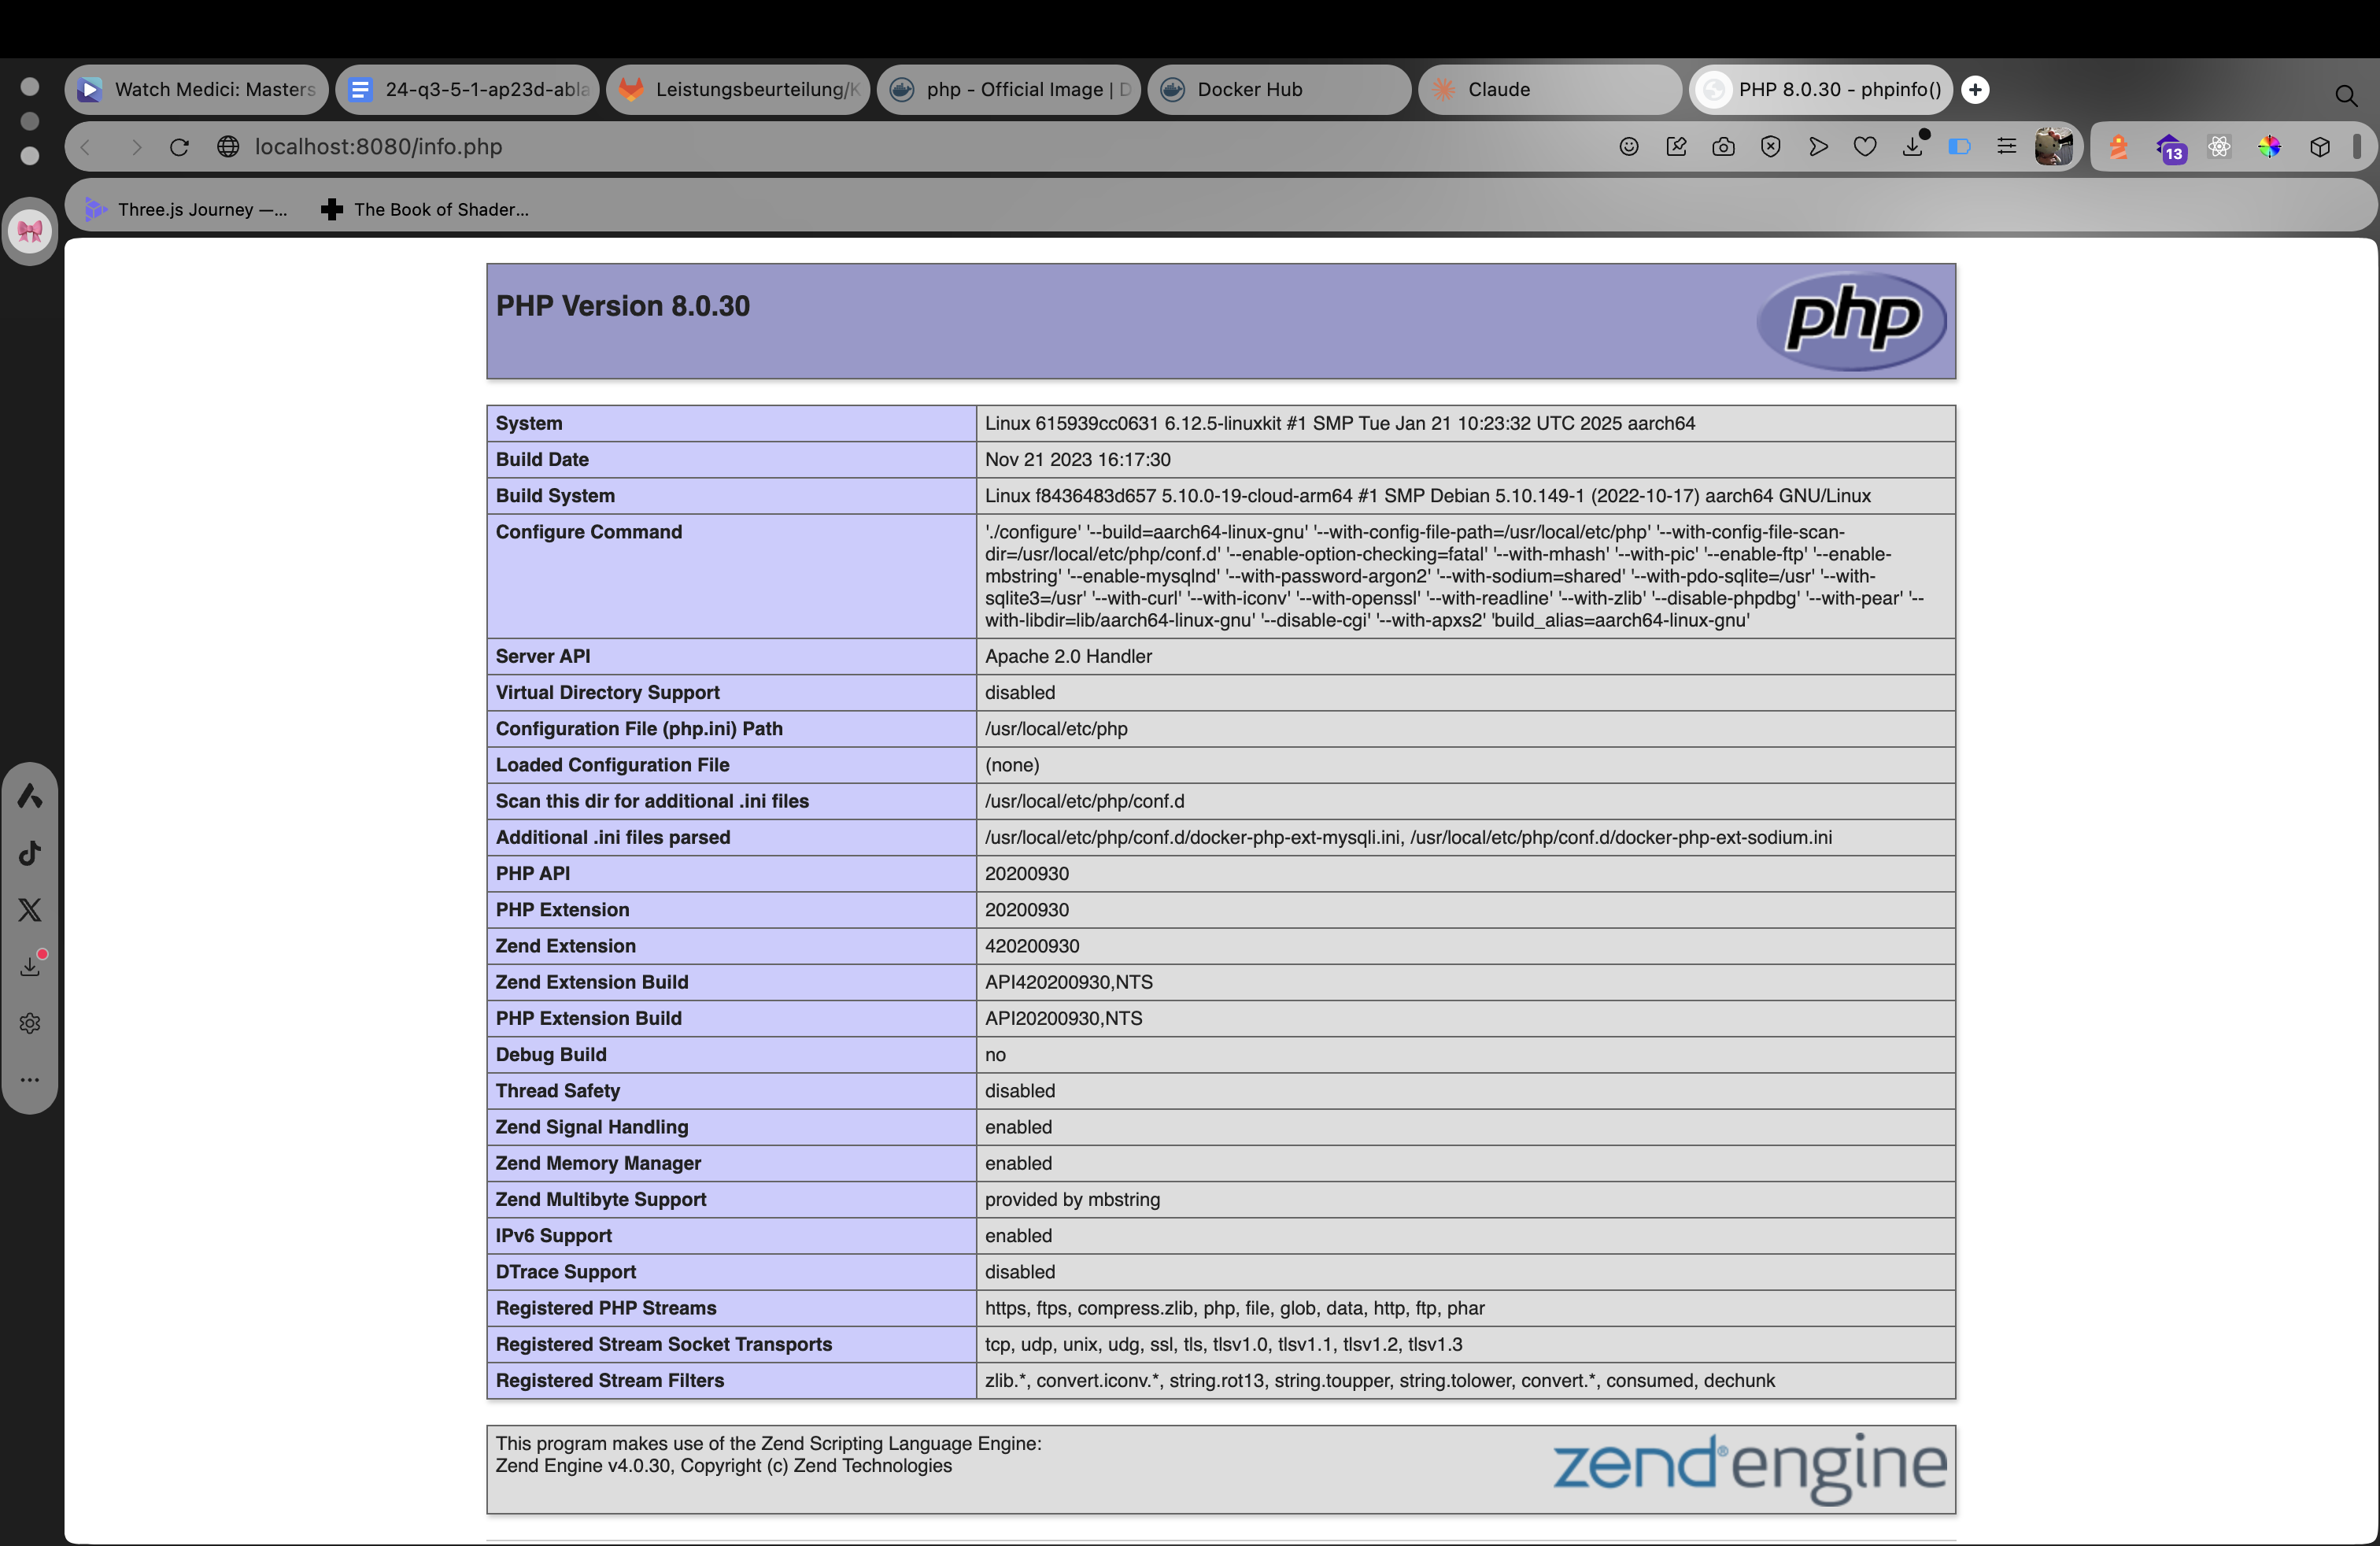 Watch Medici: Masters
24-q3-5-1-ap23d-abla
Leistungsbeurteilung/K
php - Official Image | D
Docker Hub
Claude
PHP 8.0.30 - phpinfo()
localhost:8080/info.php
13
Three.js Journey —...
The Book of Shader...
PHP Version 8.0.30
php
System Linux 615939cc0631 6.12.5-linuxkit #1 SMP Tue Jan 21 10:23:32 UTC 2025 aarch64
Build Date Nov 21 2023 16:17:30
Build System Linux f8436483d657 5.10.0-19-cloud-arm64 #1 SMP Debian 5.10.149-1 (2022-10-17) aarch64 GNU/Linux
Configure Command './configure' '--build=aarch64-linux-gnu' '--with-config-file-path=/usr/local/etc/php' '--with-config-file-scan-
dir=/usr/local/etc/php/conf.d' '--enable-option-checking=fatal' '--with-mhash' '--with-pic' '--enable-ftp' '--enable-
mbstring' '--enable-mysqlnd' '--with-password-argon2' '--with-sodium=shared' '--with-pdo-sqlite=/usr' '--with-
sqlite3=/usr' '--with-curl' '--with-iconv' '--with-openssl' '--with-readline' '--with-zlib' '--disable-phpdbg' '--with-pear' '--
with-libdir=lib/aarch64-linux-gnu' '--disable-cgi' '--with-apxs2' 'build_alias=aarch64-linux-gnu'
Server API Apache 2.0 Handler
Virtual Directory Support disabled
Configuration File (php.ini) Path /usr/local/etc/php
Loaded Configuration File (none)
Scan this dir for additional .ini files /usr/local/etc/php/conf.d
Additional .ini files parsed /usr/local/etc/php/conf.d/docker-php-ext-mysqli.ini, /usr/local/etc/php/conf.d/docker-php-ext-sodium.ini
PHP API 20200930
PHP Extension 20200930
Zend Extension 420200930
Zend Extension Build API420200930,NTS
PHP Extension Build API20200930,NTS
Debug Build no
Thread Safety disabled
Zend Signal Handling enabled
Zend Memory Manager enabled
Zend Multibyte Support provided by mbstring
IPv6 Support enabled
DTrace Support disabled
Registered PHP Streams https, ftps, compress.zlib, php, file, glob, data, http, ftp, phar
Registered Stream Socket Transports tcp, udp, unix, udg, ssl, tls, tlsv1.0, tlsv1.1, tlsv1.2, tlsv1.3
Registered Stream Filters zlib.*, convert.iconv.*, string.rot13, string.toupper, string.tolower, convert.*, consumed, dechunk
This program makes use of the Zend Scripting Language Engine:
Zend Engine v4.0.30, Copyright (c) Zend Technologies
zend®engine